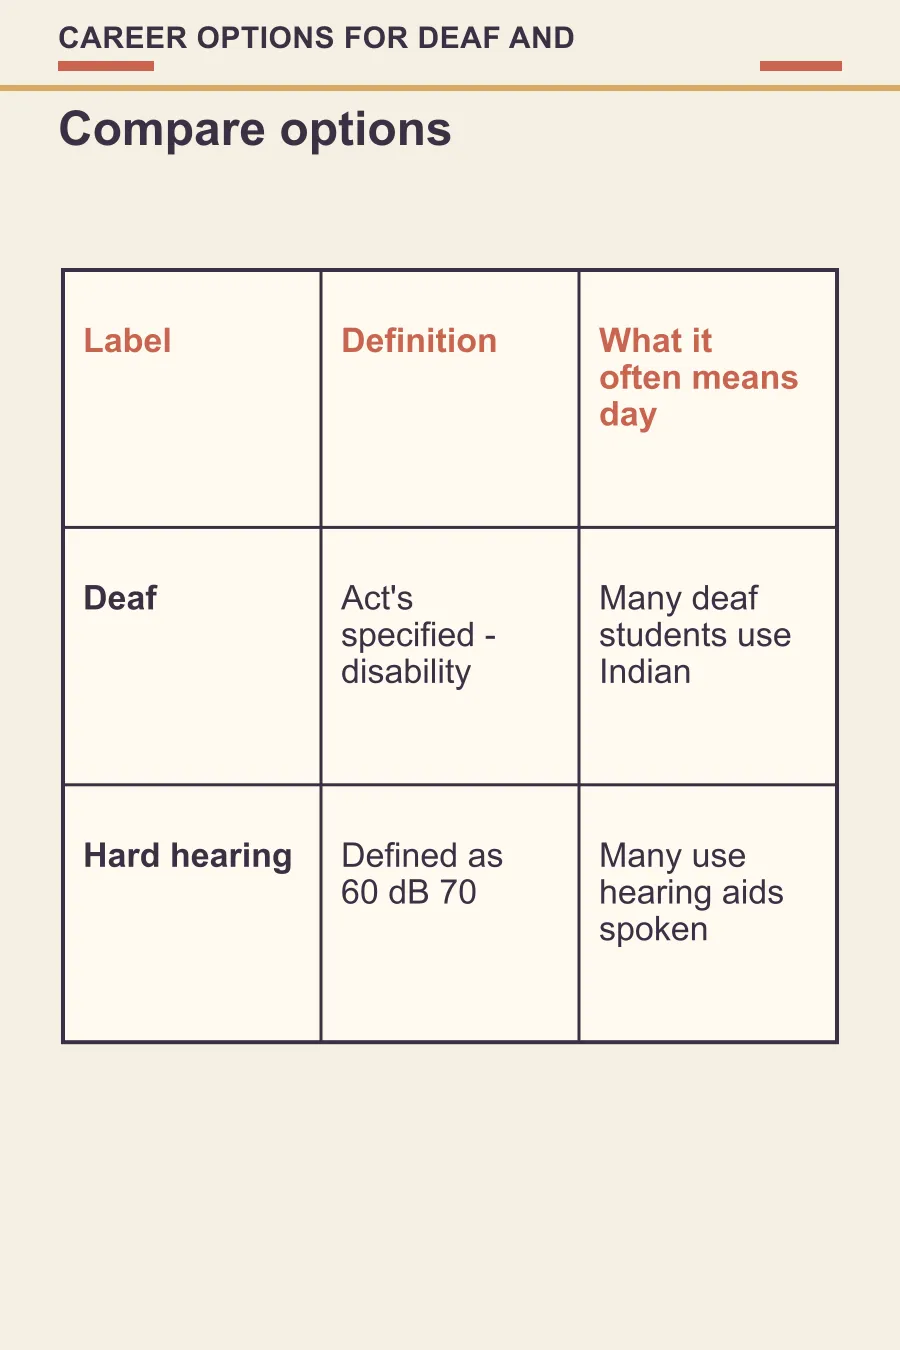 CAREER OPTIONS FOR DEAF AND
Compare options
Label
Definition
What it
often means
day
Deaf
Act's
specified -
disability
Many deaf
students use
Indian
Hard hearing
Defined as
60 dB 70
Many use
hearing aids
spoken